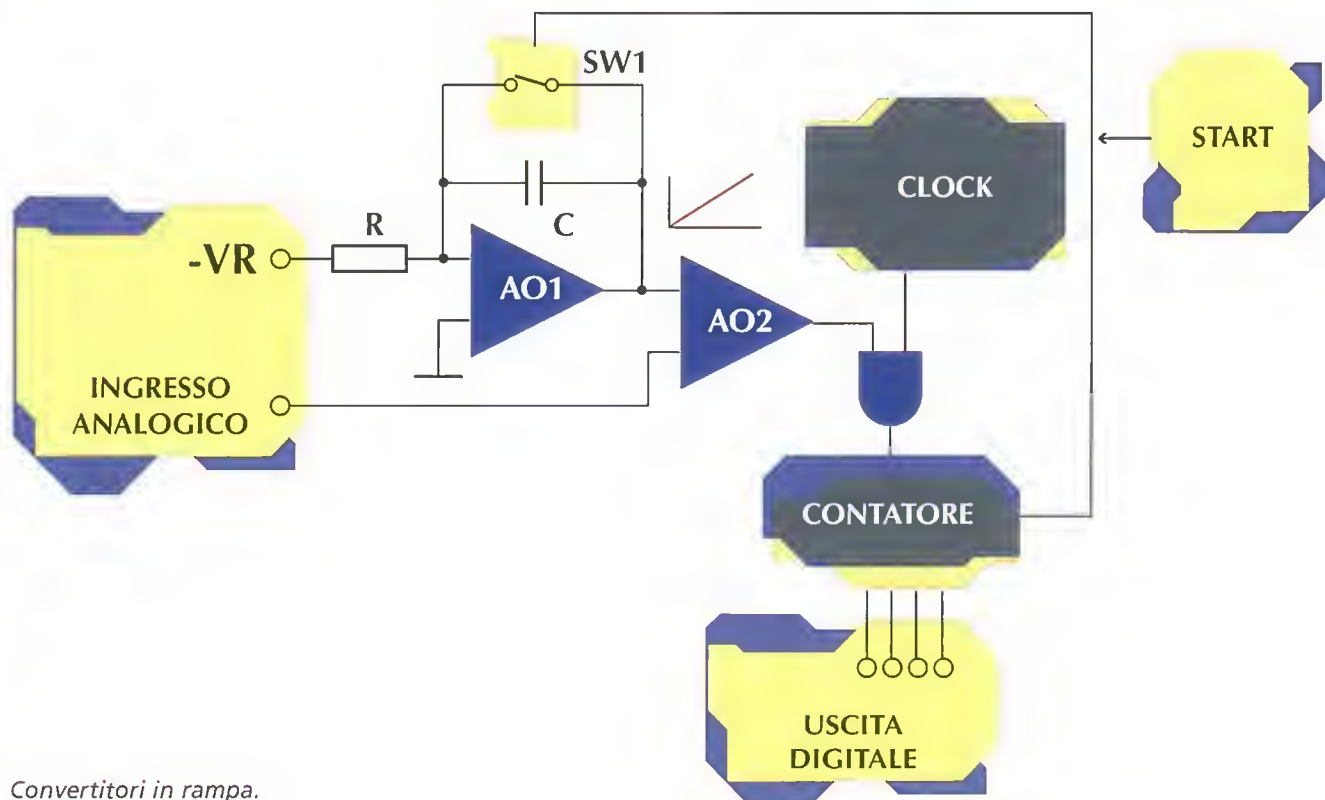 SW1
START
CLOCK
R
C
-VR
AO1
AO2
INGRESSO
ANALOGICO
CONTATORE
USCITA
DIGITALE
Convertitori in rampa.